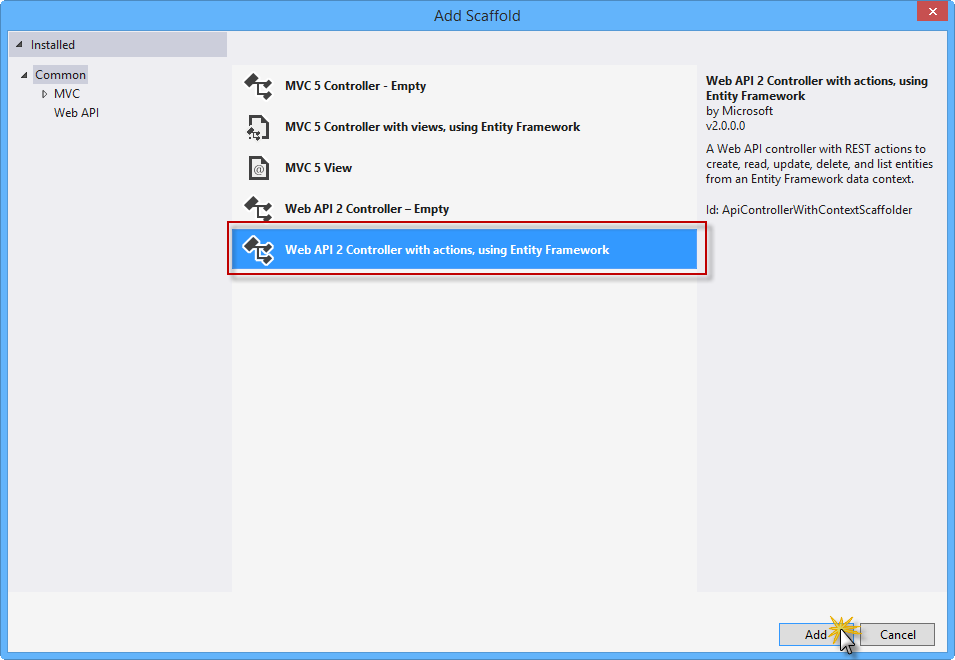 Add Scaffold
Installed
Common
MVC
Web API
MVC 5 Controller - Empty
MVC 5 Controller with views, using Entity Framework
MVC 5 View
Web API 2 Controller – Empty
Web API 2 Controller with actions, using Entity Framework
Web API 2 Controller with actions, using
Entity Framework
by Microsoft
v2.0.0.0
A Web API controller with REST actions to
create, read, update, delete, and list entities
from an Entity Framework data context.
Id: ApiControllerWithContextScaffolder
Add
Cancel